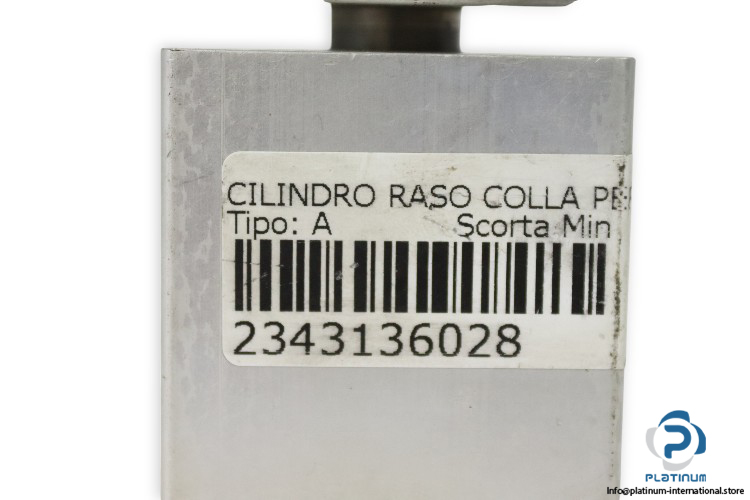 CILINDRO RASO COLLA
Tipo: A Scorta Min
2343136028
PLATINUM
Info@platinum-international.store